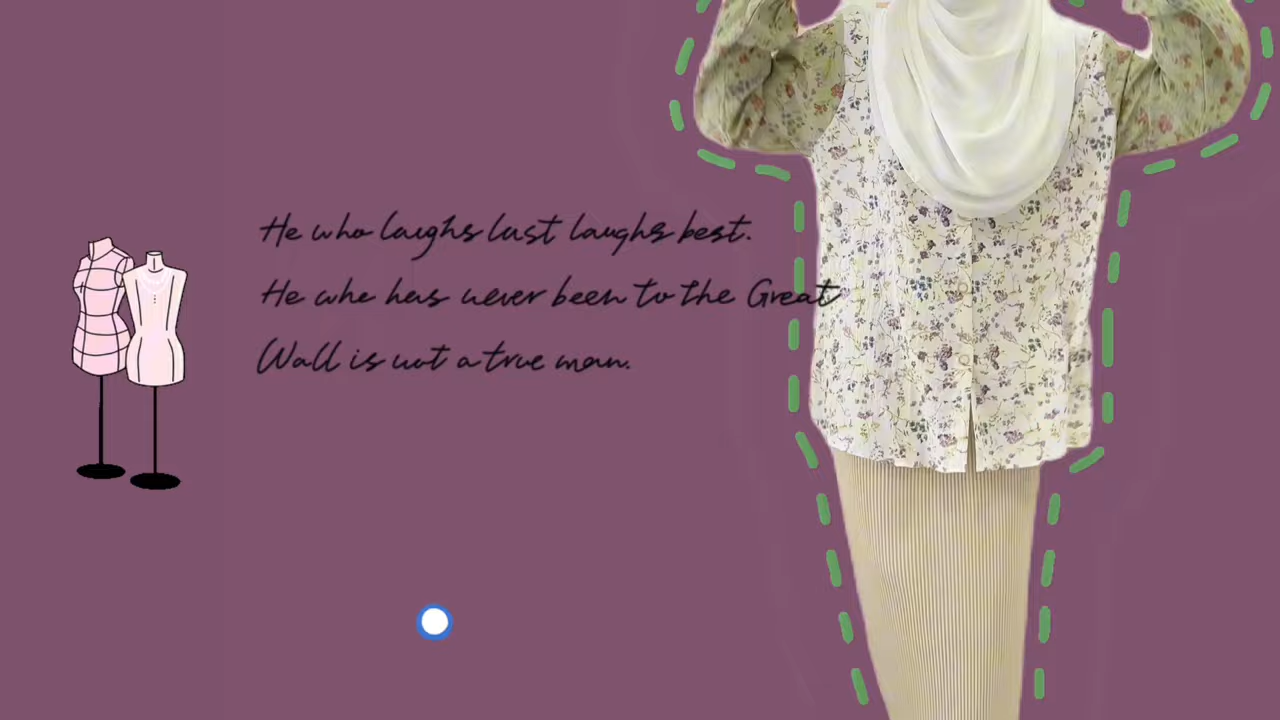 He who laughs last laughs best.
He who has never been to the Great
Wall is not a true man.